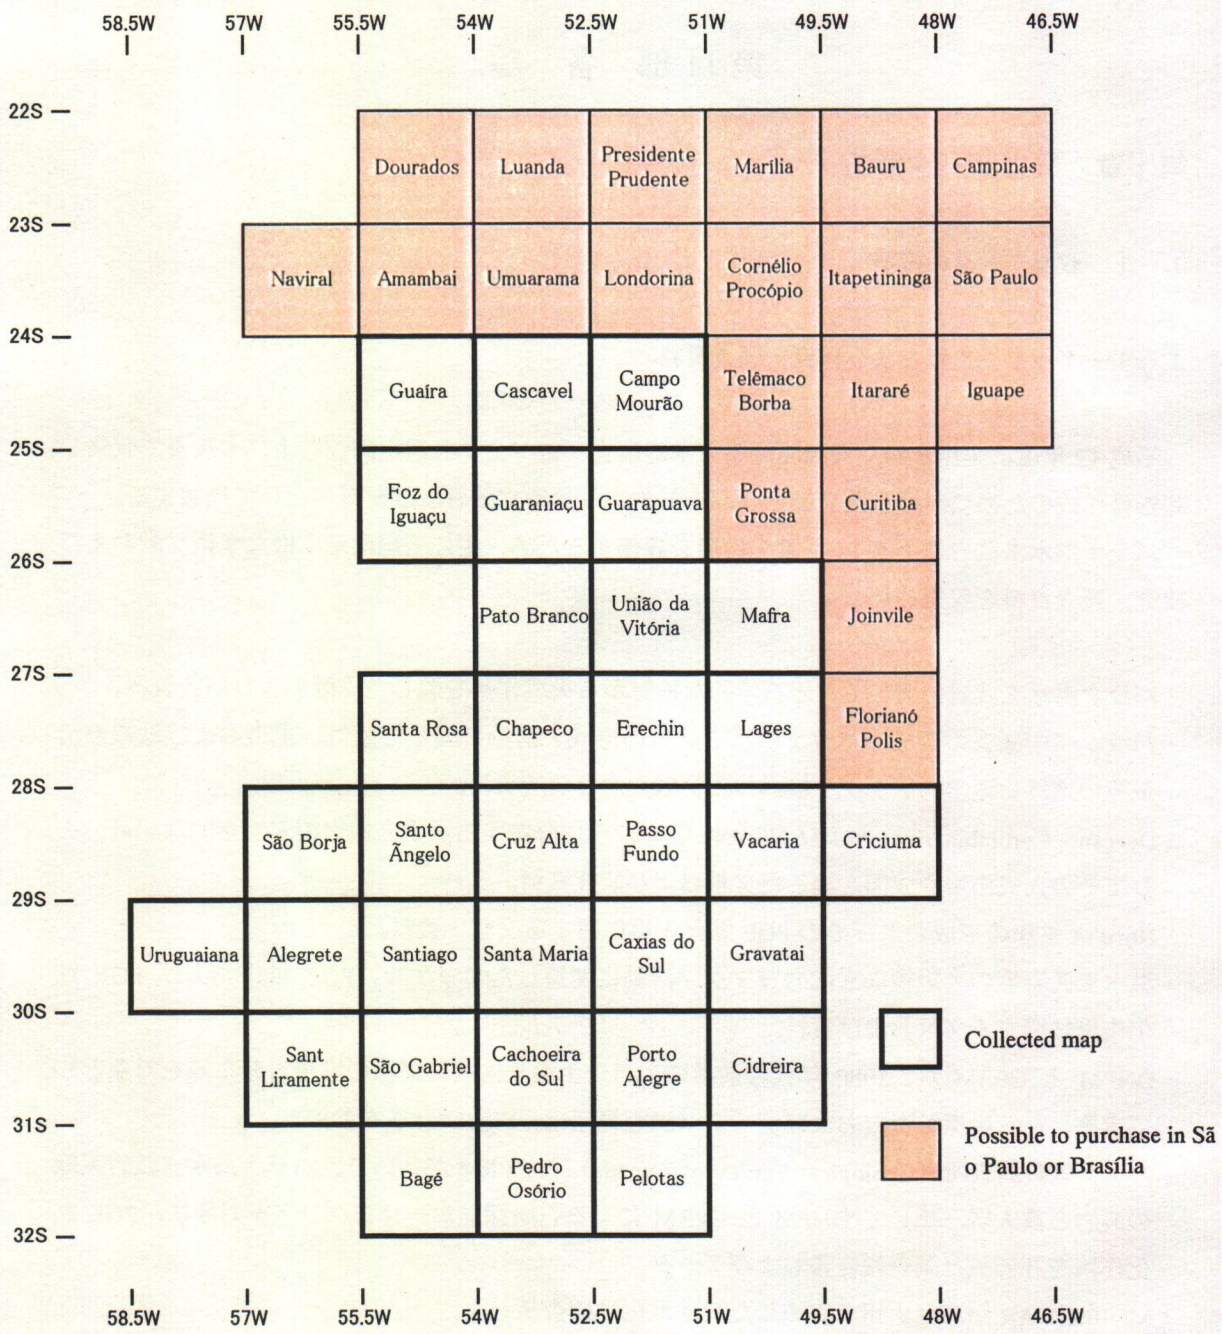 58.5W 57W 55.5W 54W 52.5W 51W 49.5W 48W 46.5W
22S
Dourados Luanda Presidente Prudente Marília Bauru Campinas
23S
Naviral Amambai Umuarama Londorina Cornélio Procópio Itapetininga São Paulo
24S
Guaíra Cascavel Campo Mourão Telêmaco Borba Itararé Iguape
25S
Foz do Iguaçu Guaraniaçu Guarapuava Ponta Grossa Curitiba
26S
Pato Branco União da Vitória Mafra Joinvile
27S
Santa Rosa Chapeco Erechin Lages Florianó Polis
28S
São Borja Santo Ãngelo Cruz Alta Passo Fundo Vacaria Criciuma
29S
Uruguaiana Alegrete Santiago Santa Maria Caxias do Sul Gravatai
30S
Collected map
Sant Liramente São Gabriel Cachoeira do Sul Porto Alegre Cidreira
31S
Possible to purchase in Sã
o Paulo or Brasília
Bagé Pedro Osório Pelotas
32S
58.5W 57W 55.5W 54W 52.5W 51W 49.5W 48W 46.5W